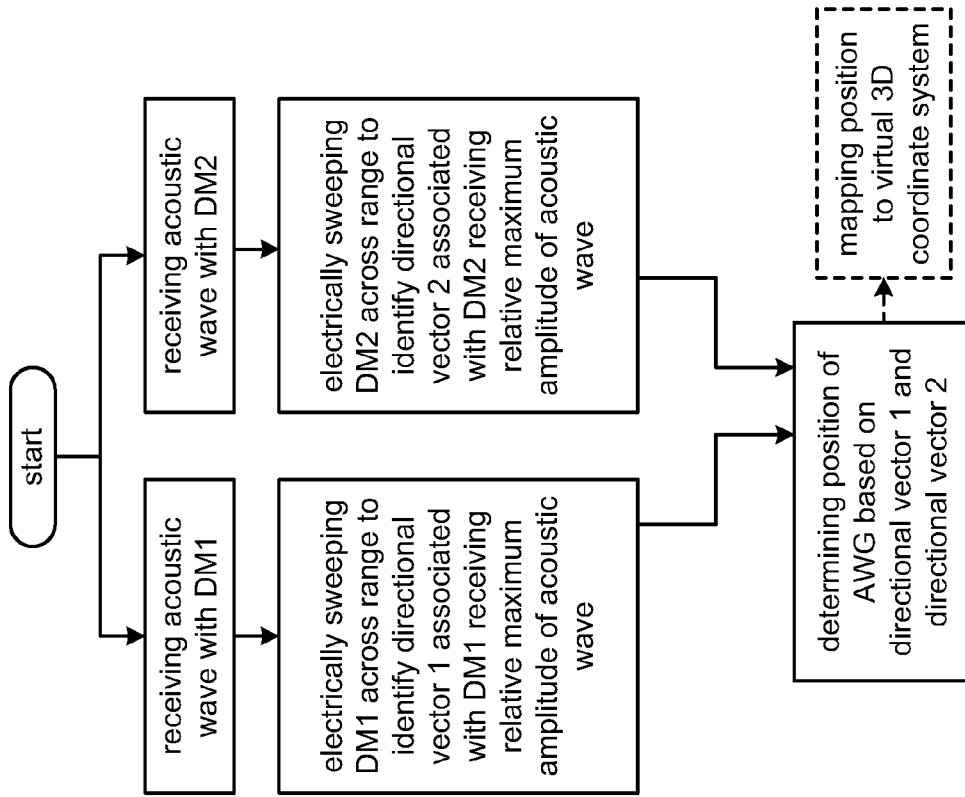 start
receiving acoustic
wave with DM1
electrically sweeping
DM1 across range to
identify directional
vector 1 associated
with DM1 receiving
relative maximum
amplitude of acoustic
wave
receiving acoustic
wave with DM2
electrically sweeping
DM2 across range to
identify directional
vector 2 associated
with DM2 receiving
relative maximum
amplitude of acoustic
wave
determining position of
AWG based on
directional vector 1 and
directional vector 2
mapping position
to virtual 3D
coordinate system